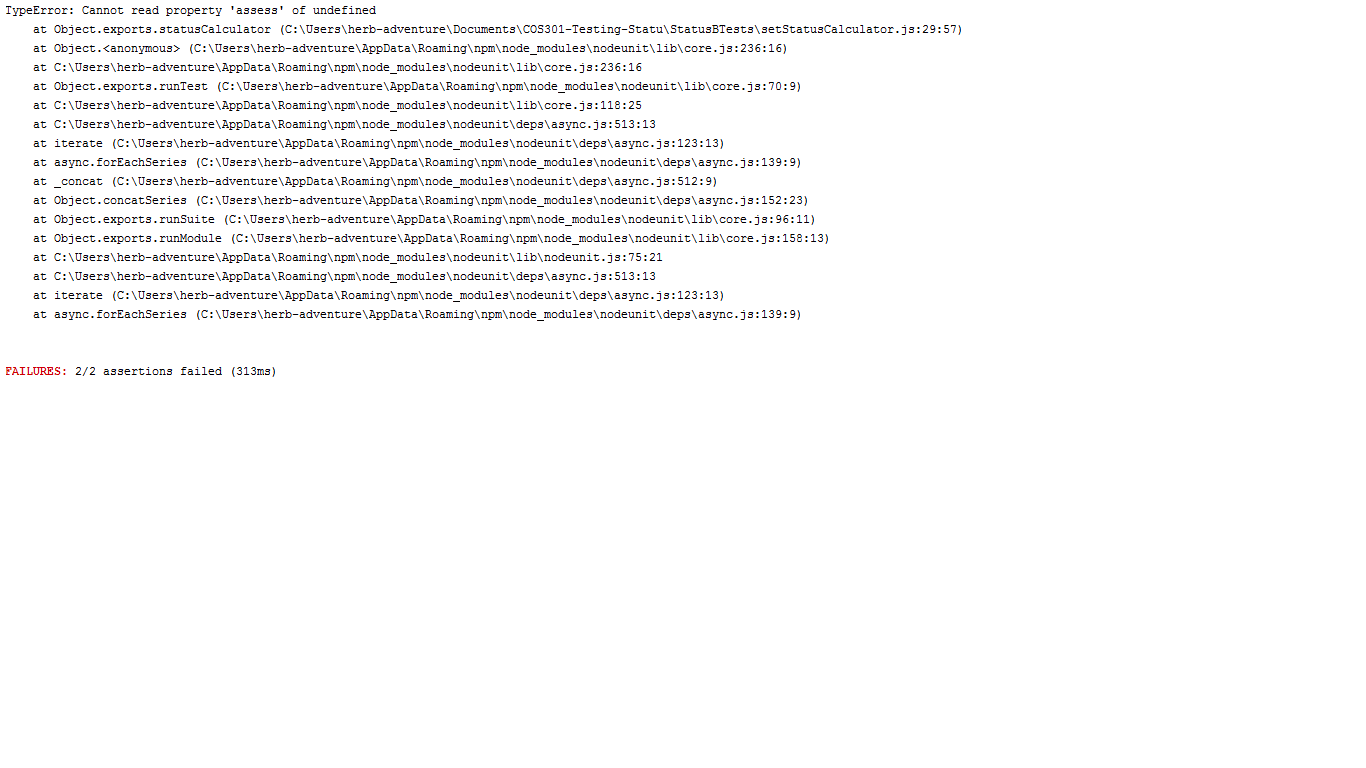 TypeError: Cannot read property 'assess' of undefined
at Object.exports.statusCalculator (C:\Users\herb-adventure\Documents\COS301-Testing-Statu\StatusBTests\setStatusCalculator.js:29:57)
at Object.<anonymous> (C:\Users\herb-adventure\AppData\Roaming\npm\node_modules\nodeunit\lib\core.js:236:16)
at C:\Users\herb-adventure\AppData\Roaming\npm\node_modules\nodeunit\lib\core.js:236:16
at Object.exports.runTest (C:\Users\herb-adventure\AppData\Roaming\npm\node_modules\nodeunit\lib\core.js:70:9)
at C:\Users\herb-adventure\AppData\Roaming\npm\node_modules\nodeunit\lib\core.js:118:25
at C:\Users\herb-adventure\AppData\Roaming\npm\node_modules\nodeunit\deps\async.js:513:13
at iterate (C:\Users\herb-adventure\AppData\Roaming\npm\node_modules\nodeunit\deps\async.js:123:13)
at async.forEachSeries (C:\Users\herb-adventure\AppData\Roaming\npm\node_modules\nodeunit\deps\async.js:139:9)
at _concat (C:\Users\herb-adventure\AppData\Roaming\npm\node_modules\nodeunit\deps\async.js:512:9)
at Object.concatSeries (C:\Users\herb-adventure\AppData\Roaming\npm\node_modules\nodeunit\deps\async.js:152:23)
at Object.exports.runSuite (C:\Users\herb-adventure\AppData\Roaming\npm\node_modules\nodeunit\lib\core.js:96:11)
at Object.exports.runModule (C:\Users\herb-adventure\AppData\Roaming\npm\node_modules\nodeunit\lib\core.js:158:13)
at C:\Users\herb-adventure\AppData\Roaming\npm\node_modules\nodeunit\lib\nodeunit.js:75:21
at C:\Users\herb-adventure\AppData\Roaming\npm\node_modules\nodeunit\deps\async.js:513:13
at iterate (C:\Users\herb-adventure\AppData\Roaming\npm\node_modules\nodeunit\deps\async.js:123:13)
at async.forEachSeries (C:\Users\herb-adventure\AppData\Roaming\npm\node_modules\nodeunit\deps\async.js:139:9)
FAILURES: 2/2 assertions failed (313ms)